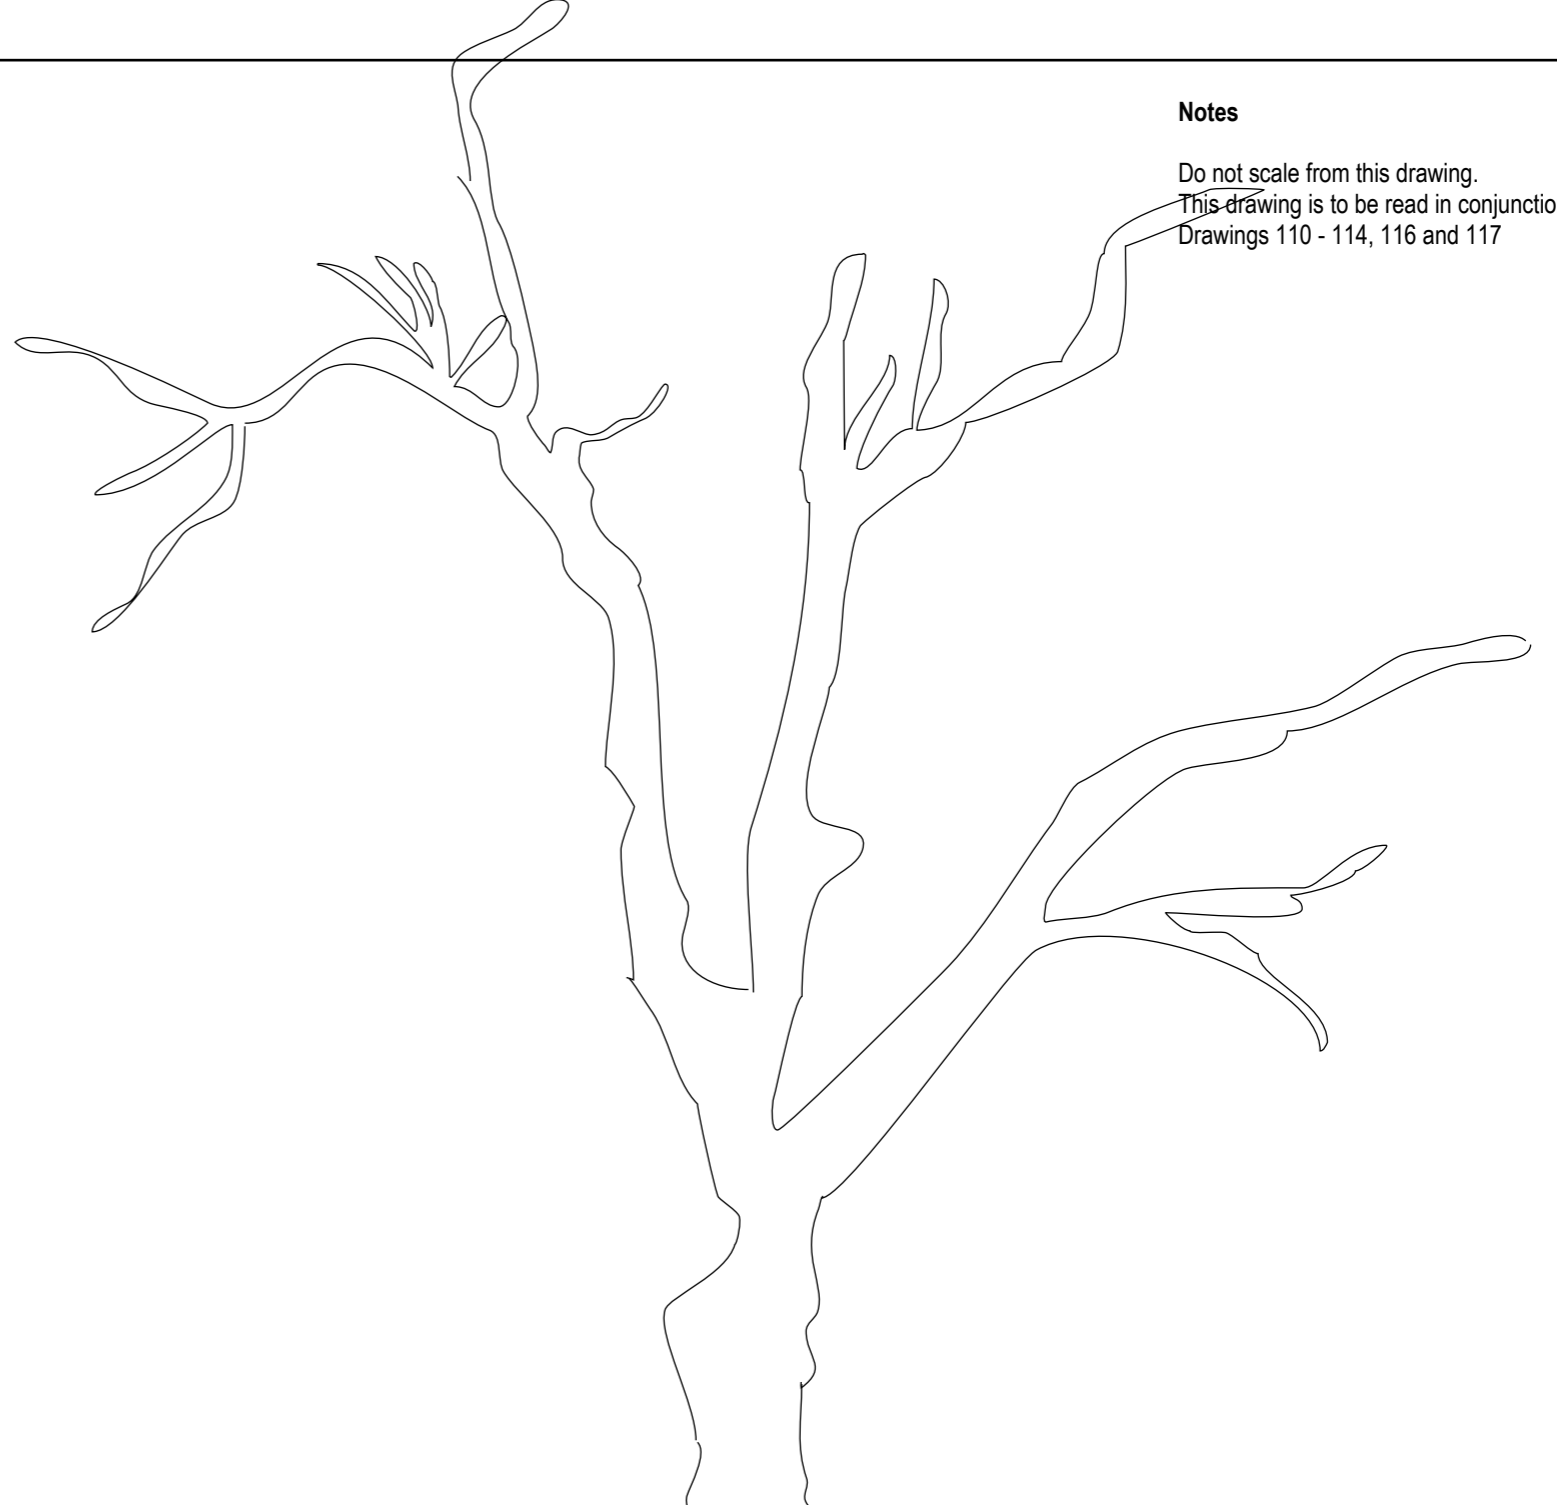 Notes
Do not scale from this drawing.
This drawing is to be read in conjunctio
Drawings 110 - 114, 116 and 117